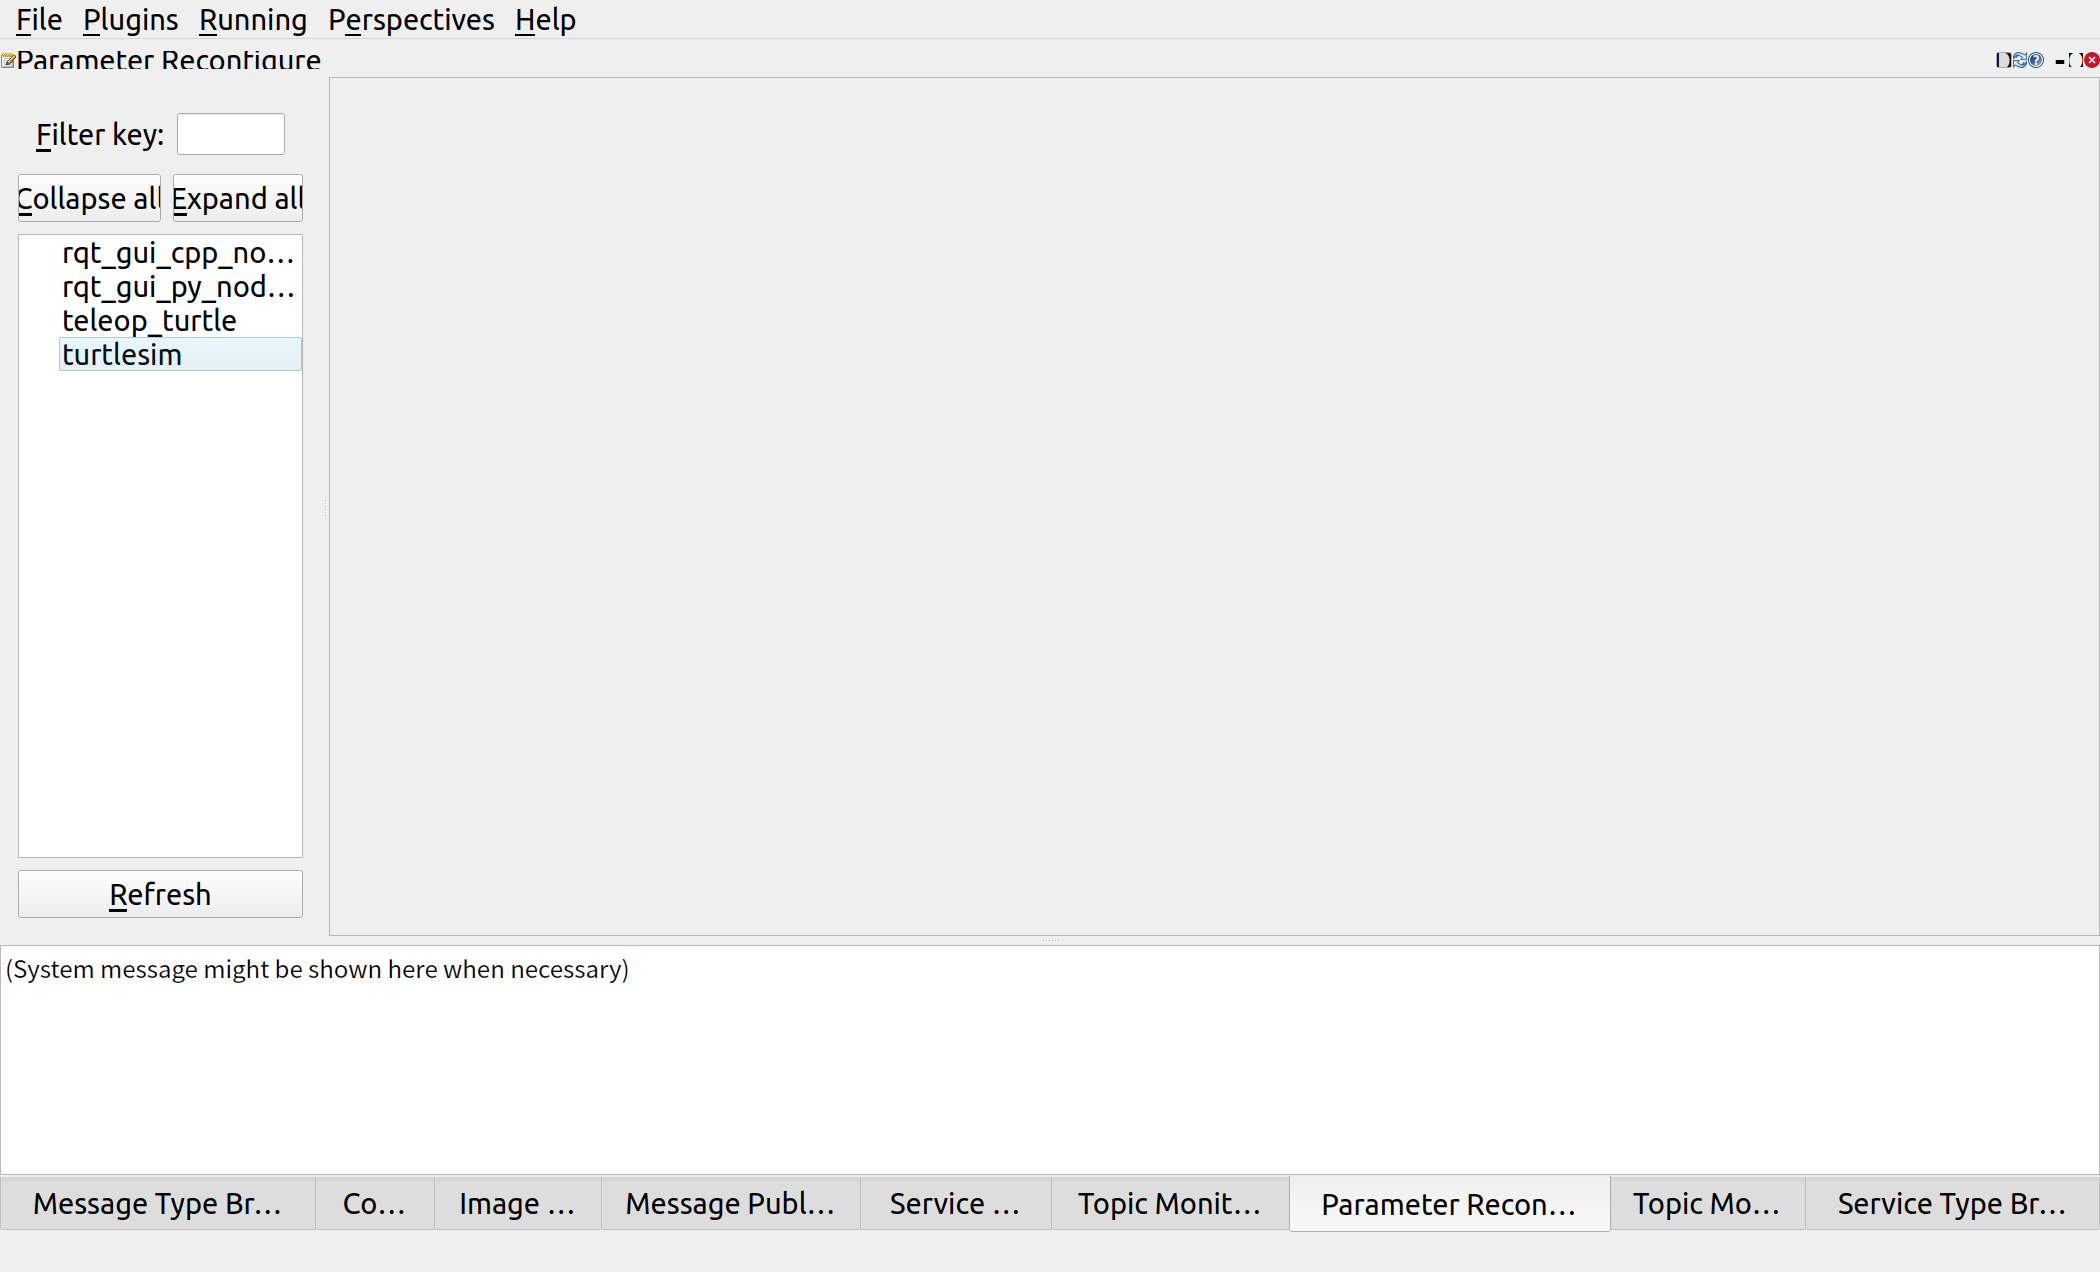 File Plugins Running Perspectives Help
Parameter Reconfigure
Filter key:
Collapse all Expand all
rqt_gui_cpp_no...
rqt_gui_py_nod...
teleop_turtle
turtlesim
Refresh
(System message might be shown here when necessary)
Message Type Br... Co... Image ... Message Publ... Service ... Topic Monit... Parameter Recon... Topic Mo... Service Type Br...